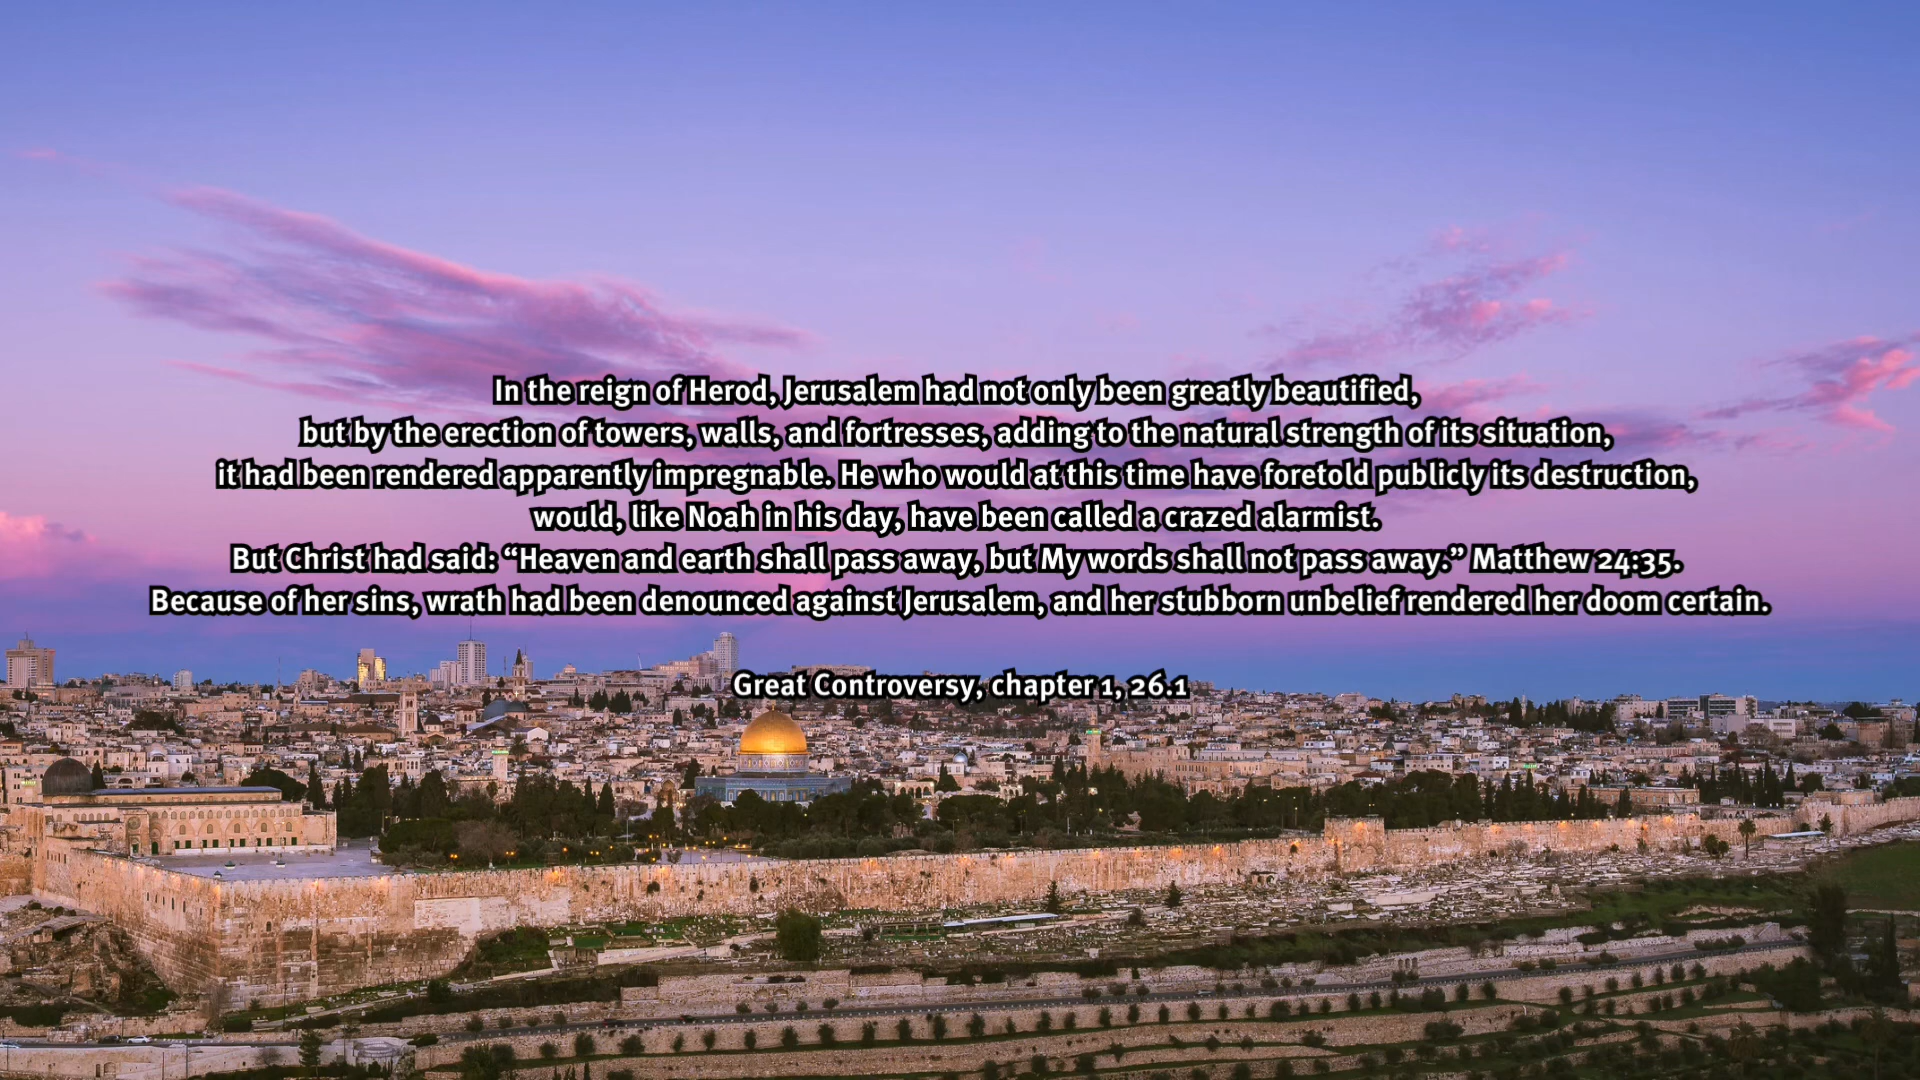 In the reign of Herod, Jerusalem had not only been greatly beautified,
but by the erection of towers, walls, and fortresses, adding to the natural strength of its situation,
it had been rendered apparently impregnable. He who would at this time have foretold publicly its destruction,
would, like Noah in his day, have been called a crazed alarmist.
But Christ had said: “Heaven and earth shall pass away, but My words shall not pass away.” Matthew 24:35.
Because of her sins, wrath had been denounced against Jerusalem, and her stubborn unbelief rendered her doom certain.
Great Controversy, chapter 1, 26.1